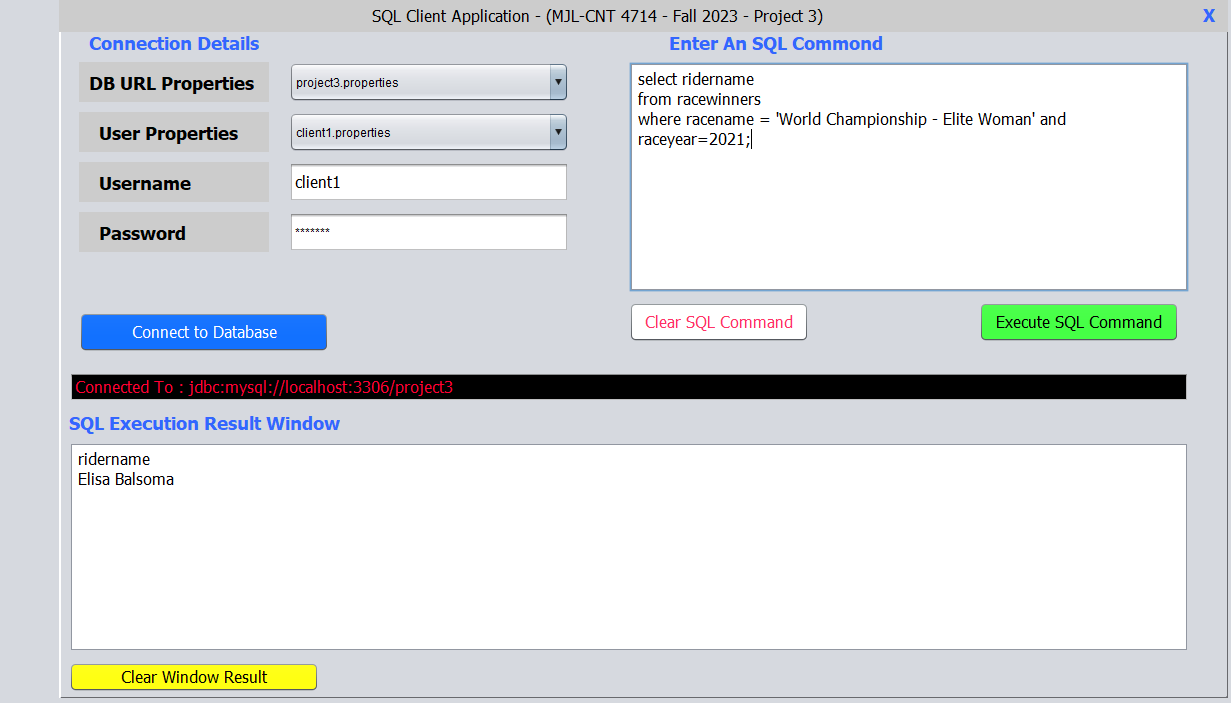 SQL Client Application - (MJL-CNT 4714 - Fall 2023 - Project 3)
X
Connection Details
DB URL Properties
project3.properties
User Properties
client1.properties
Username
client1
Password
*******
Connect to Database
Enter An SQL Commond
select ridername
from racewinners
where racename = 'World Championship - Elite Woman' and
raceyear=2021;
Clear SQL Command
Execute SQL Command
Connected To : jdbc:mysql://localhost:3306/project3
SQL Execution Result Window
ridername
Elisa Balsoma
Clear Window Result